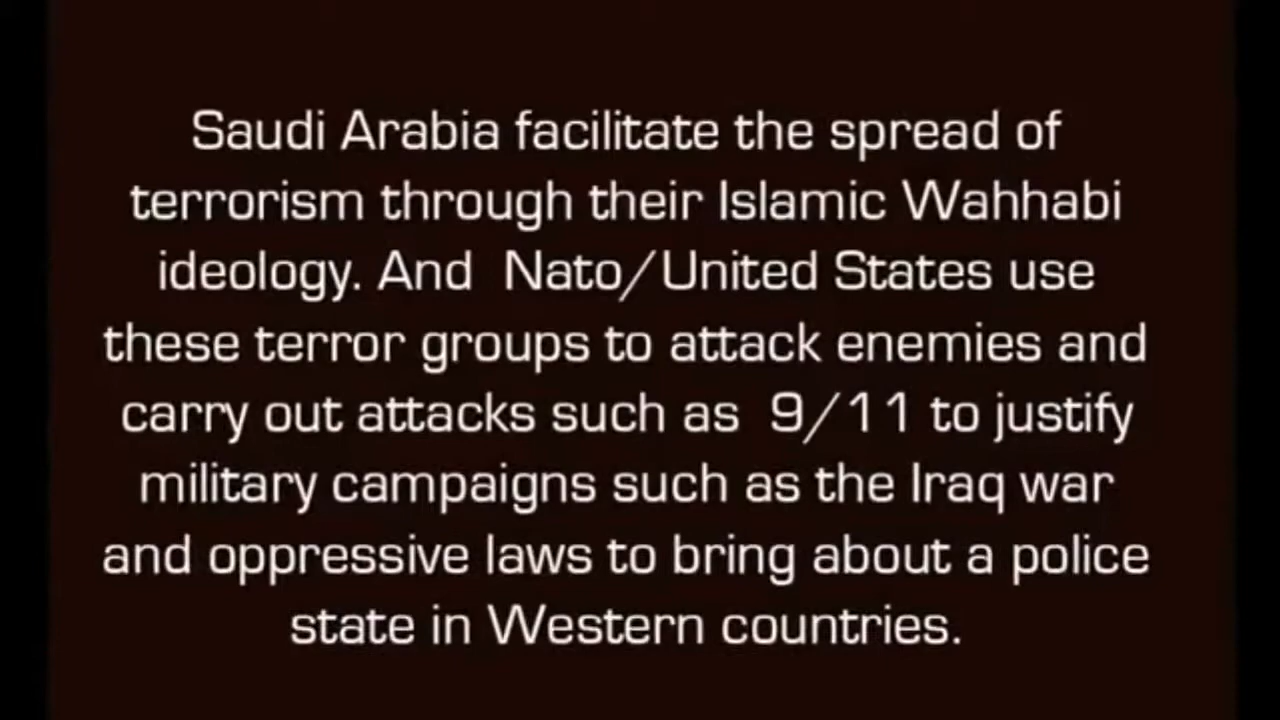 Saudi Arabia facilitate the spread of
terrorism through their Islamic Wahhabi
ideology. And  Nato/United States use
these terror groups to attack enemies and
carry out attacks such as  9/11 to justify
military campaigns such as the Iraq war
and oppressive laws to bring about a police
state in Western countries.